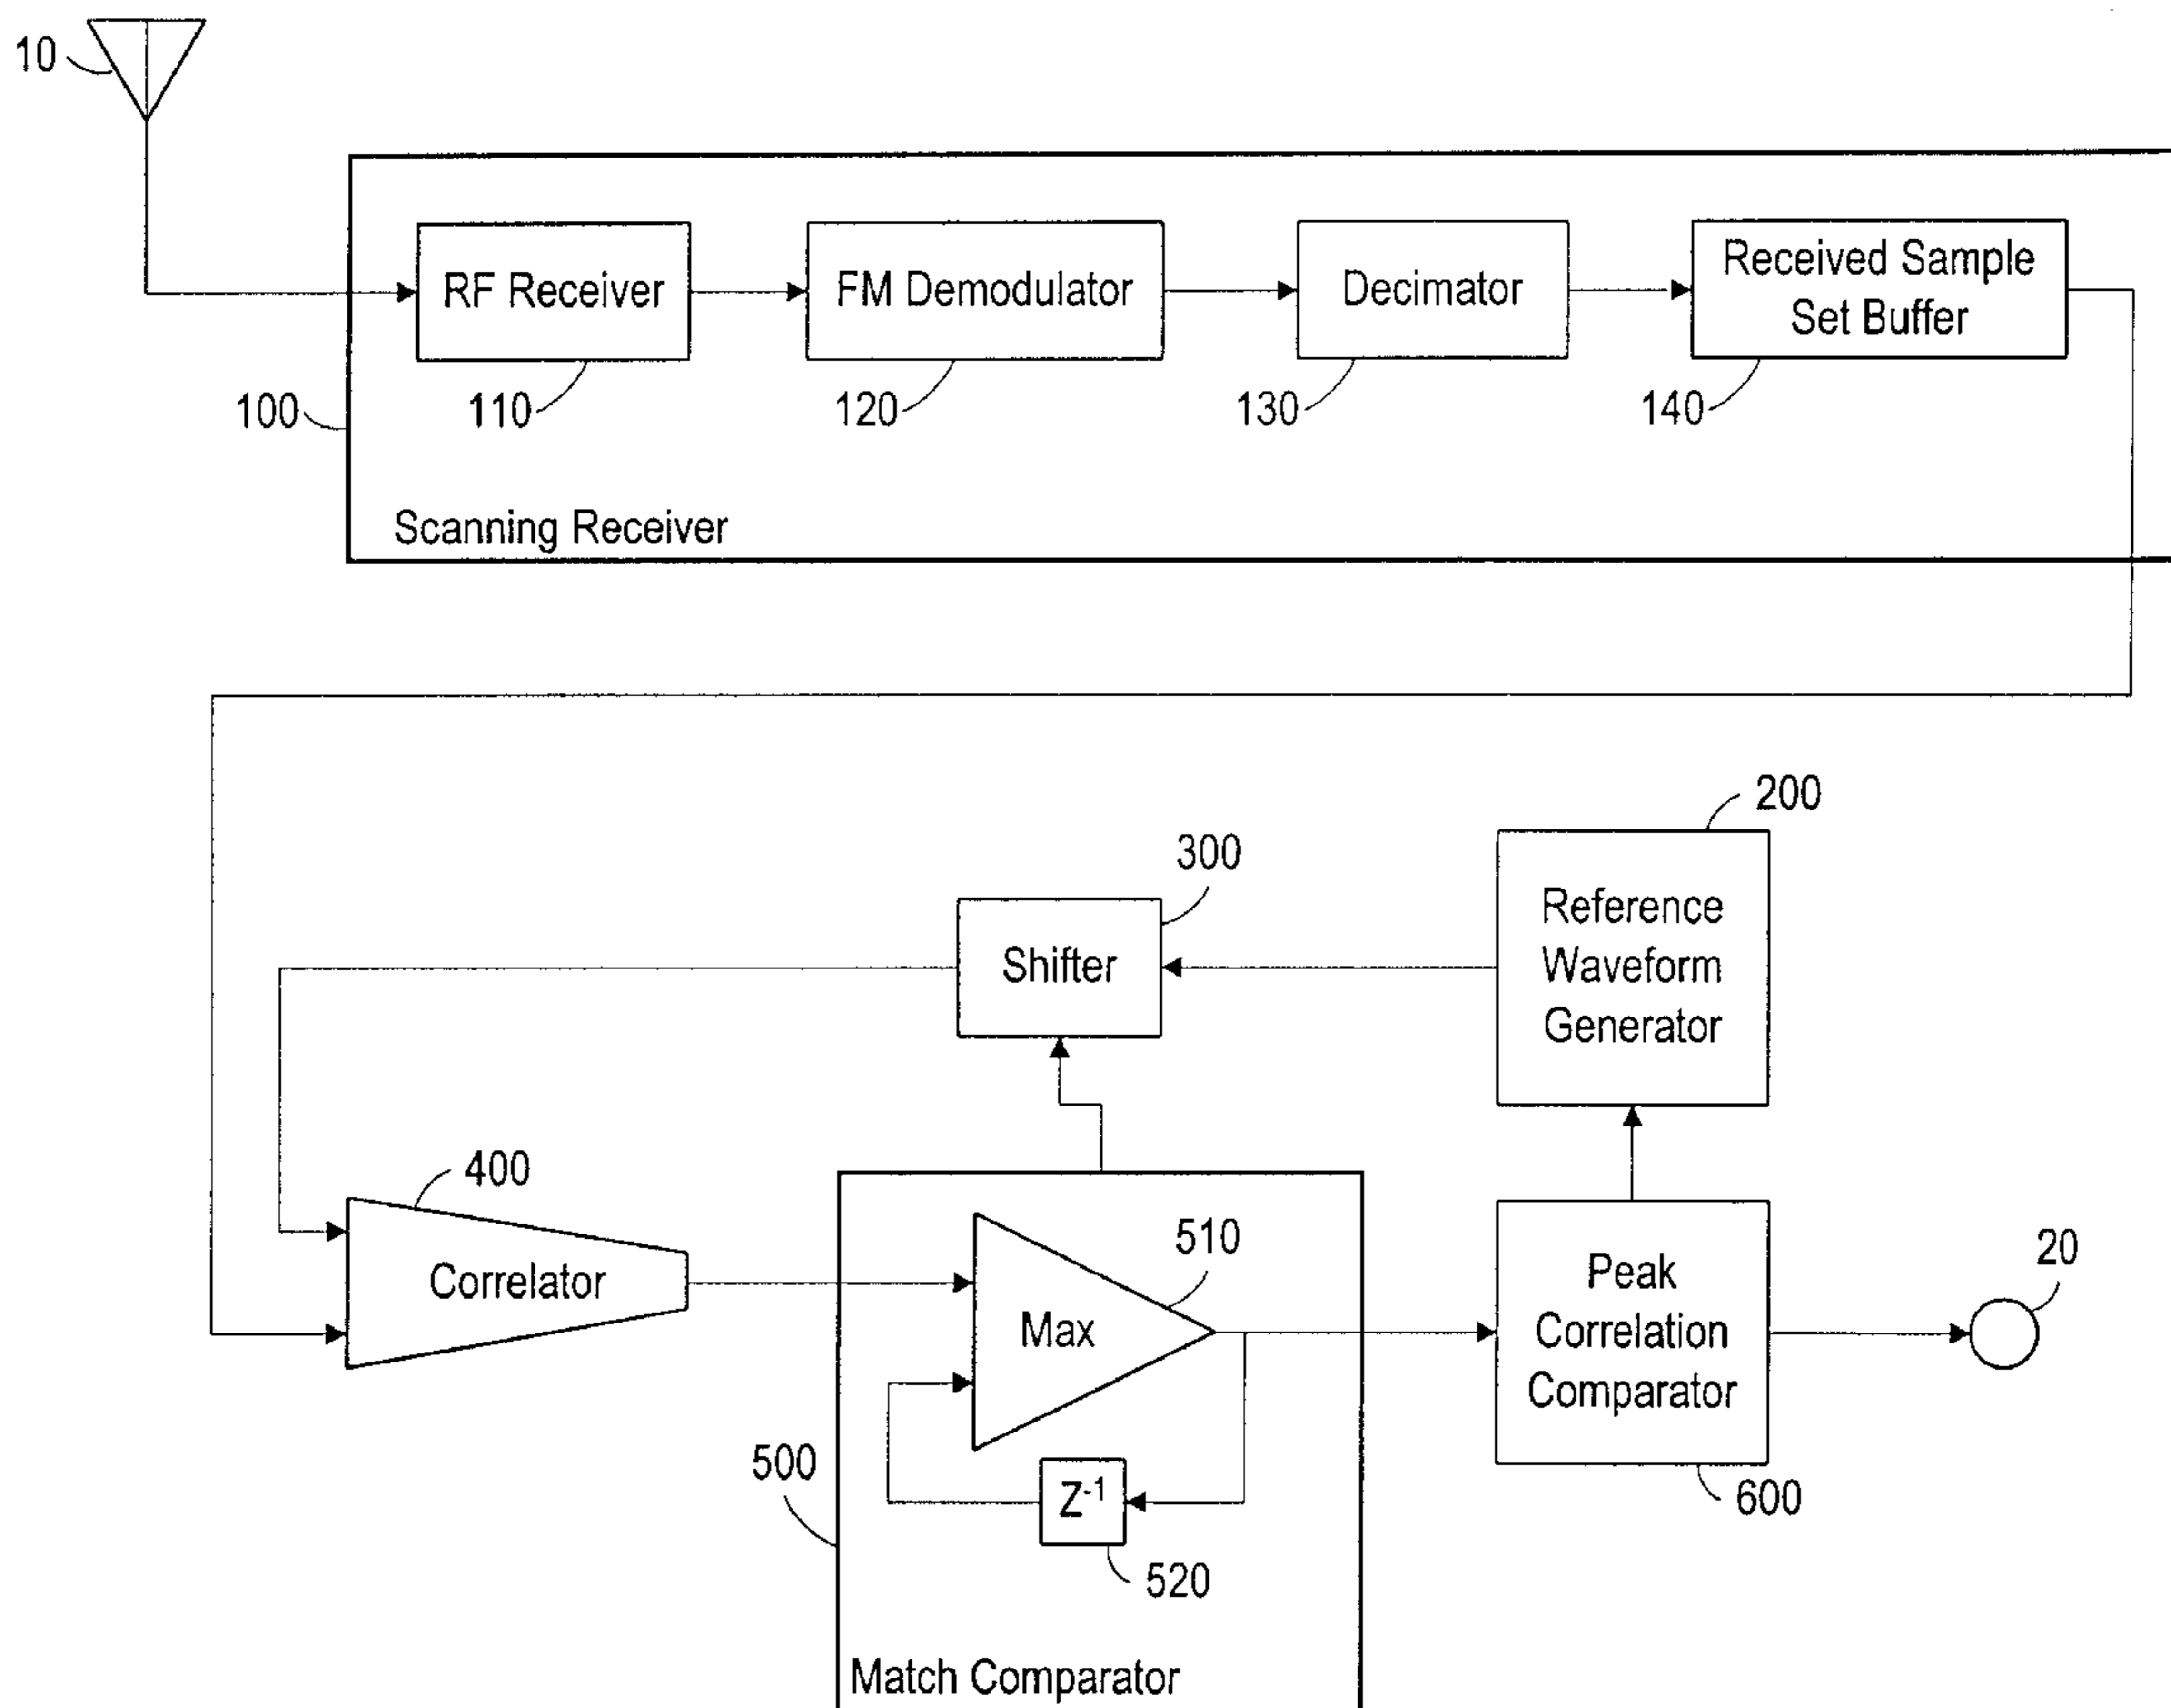 10
RF Receiver
FM Demodulator
Decimator
Received Sample
Set Buffer
100
110
120
130
140
Scanning Receiver
200
300
Shifter
Reference
Waveform
Generator
400
Correlator
510
Max
Peak
Correlation
Comparator
20
500
Z-1
520
600
Match Comparator